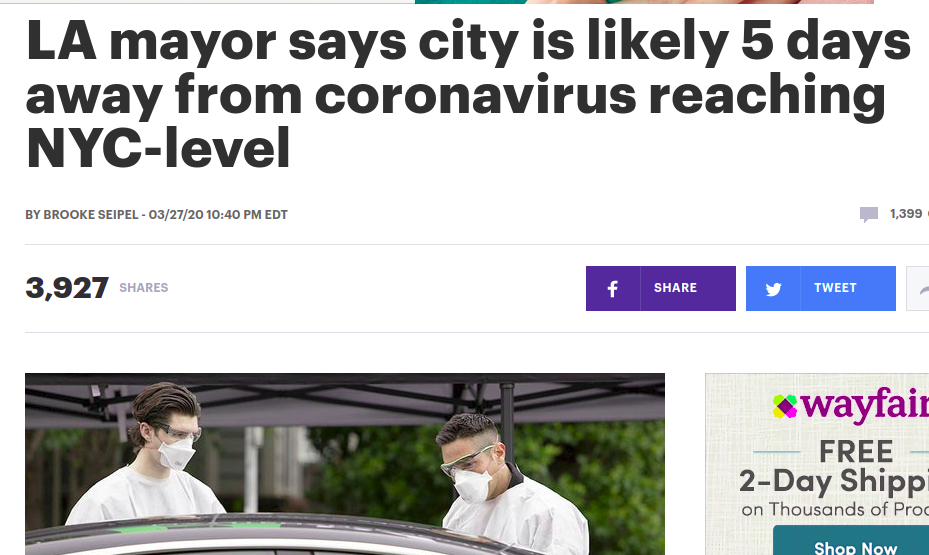 LA mayor says city is likely 5 days
away from coronavirus reaching
NYC-level
BY BROOKE SEIPEL - 03/27/20 10:40 PM EDT
1,399
3,927 SHARES
SHARE
TWEET
wayfair
FREE
2-Day
on Thousands of
Shop Now